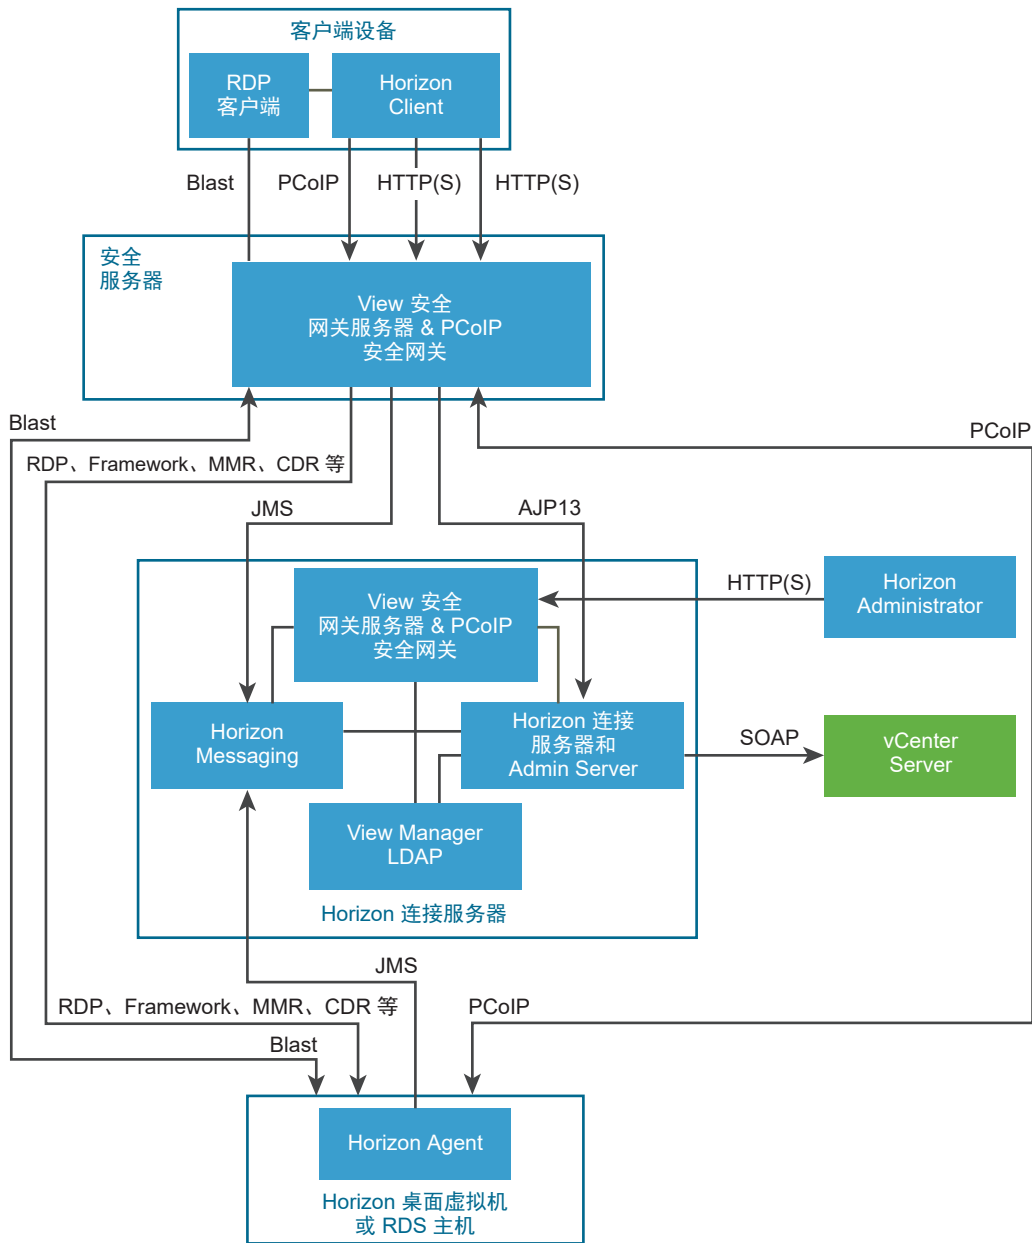 客户端设备
RDP
客户端
Horizon
Client
Blast
PCoIP
HTTP(S)
HTTP(S)
安全
服务器
View 安全
网关服务器 & PCoIP
安全网关
Blast
PCoIP
RDP、Framework、MMR、CDR 等
JMS
AJP13
View 安全
网关服务器 & PCoIP
安全网关
HTTP(S)
Horizon
Administrator
Horizon
Messaging
Horizon 连接
服务器和
Admin Server
SOAP
vCenter
Server
View Manager
LDAP
Horizon 连接服务器
JMS
RDP、Framework、MMR、CDR 等
PCoIP
Blast
Horizon Agent
Horizon 桌面虚拟机
或 RDS 主机